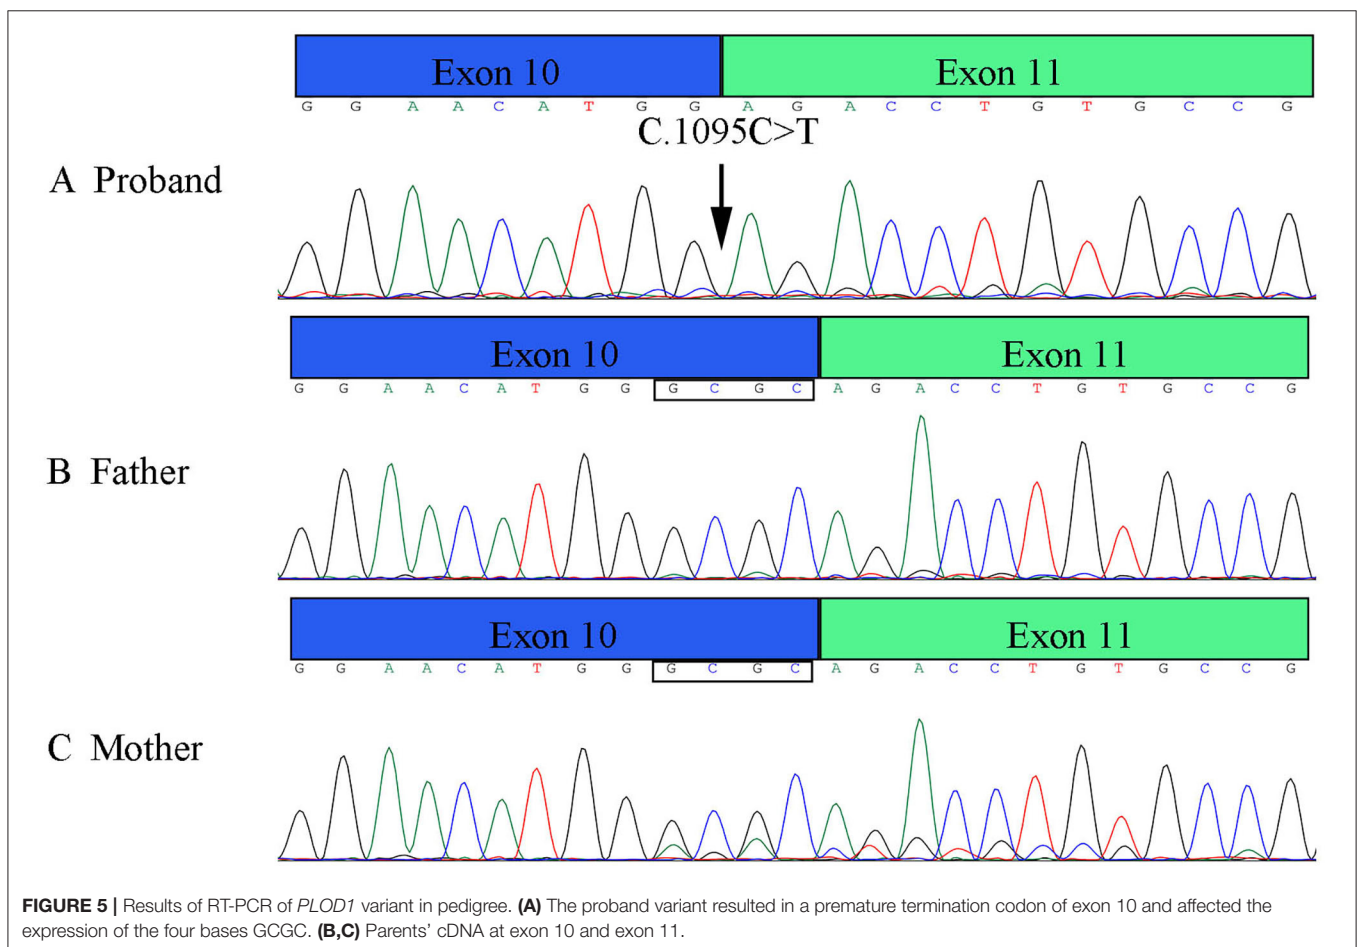 Exon 10 Exon 11
G G A A C A T G G A G A C C T G T G C C G
C.1095C>T
A Proband
Exon 10 Exon 11
G G A A C A T G G G C G C A G A C C T G T G C C G
B Father
Exon 10 Exon 11
G G A A C A T G G G C G C A G A C C T G T G C C G
C Mother
FIGURE 5 | Results of RT-PCR of PLOD1 variant in pedigree. (A) The proband variant resulted in a premature termination codon of exon 10 and affected the
expression of the four bases GCGC. (B,C) Parents’ cDNA at exon 10 and exon 11.